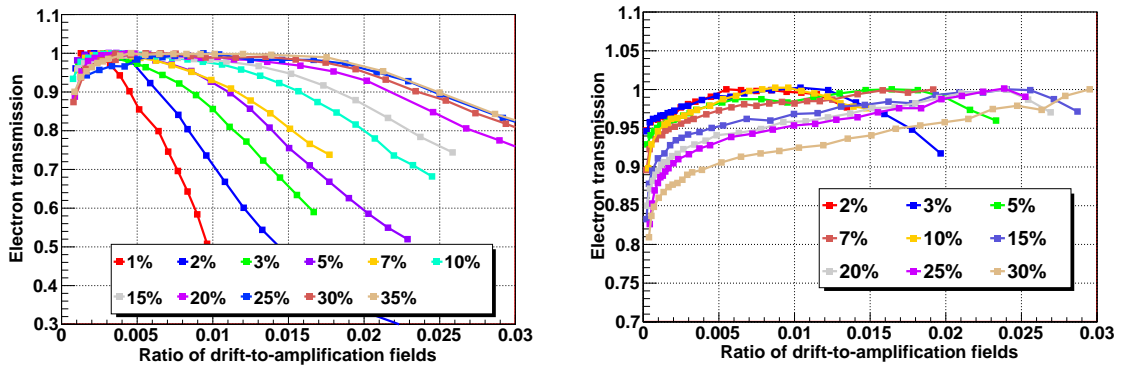 Electron transmission
1.1
1
0.9
0.8
0.7
0.6
0.5
0.4
0.3
1% 2% 3% 5% 7% 10%
15% 20% 25% 30% 35%
0 0.005 0.01 0.015 0.02 0.025 0.03
Ratio of drift-to-amplification fields
Electron transmission
1.1
1.05
1
0.95
0.9
0.85
0.8
0.75
0.7
2% 3% 5%
7% 10% 15%
20% 25% 30%
0 0.005 0.01 0.015 0.02 0.025 0.03
Ratio of drift-to-amplification fields